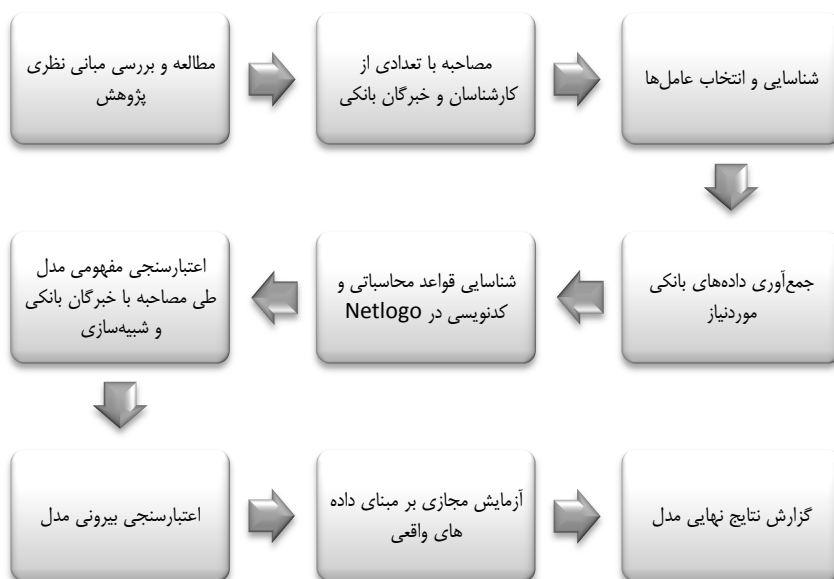 مطالعه و بررسی مبانی نظری
پژوهش
مصاحبه با تعدادی از
کارشناسان و خبرگان بانکی
شناسایی و انتخاب عامل‌ها
جمع‌آوری داده‌های بانکی
موردنیاز
شناسایی قواعد محاسباتی و
کدنویسی در Netlogo
اعتبارسنجی مفهومی مدل
طی مصاحبه با خبرگان بانکی
و شبیه‌سازی
اعتبارسنجی بیرونی مدل
آزمایش مجازی بر مبنای داده
های واقعی
گزارش نتایج نهایی مدل